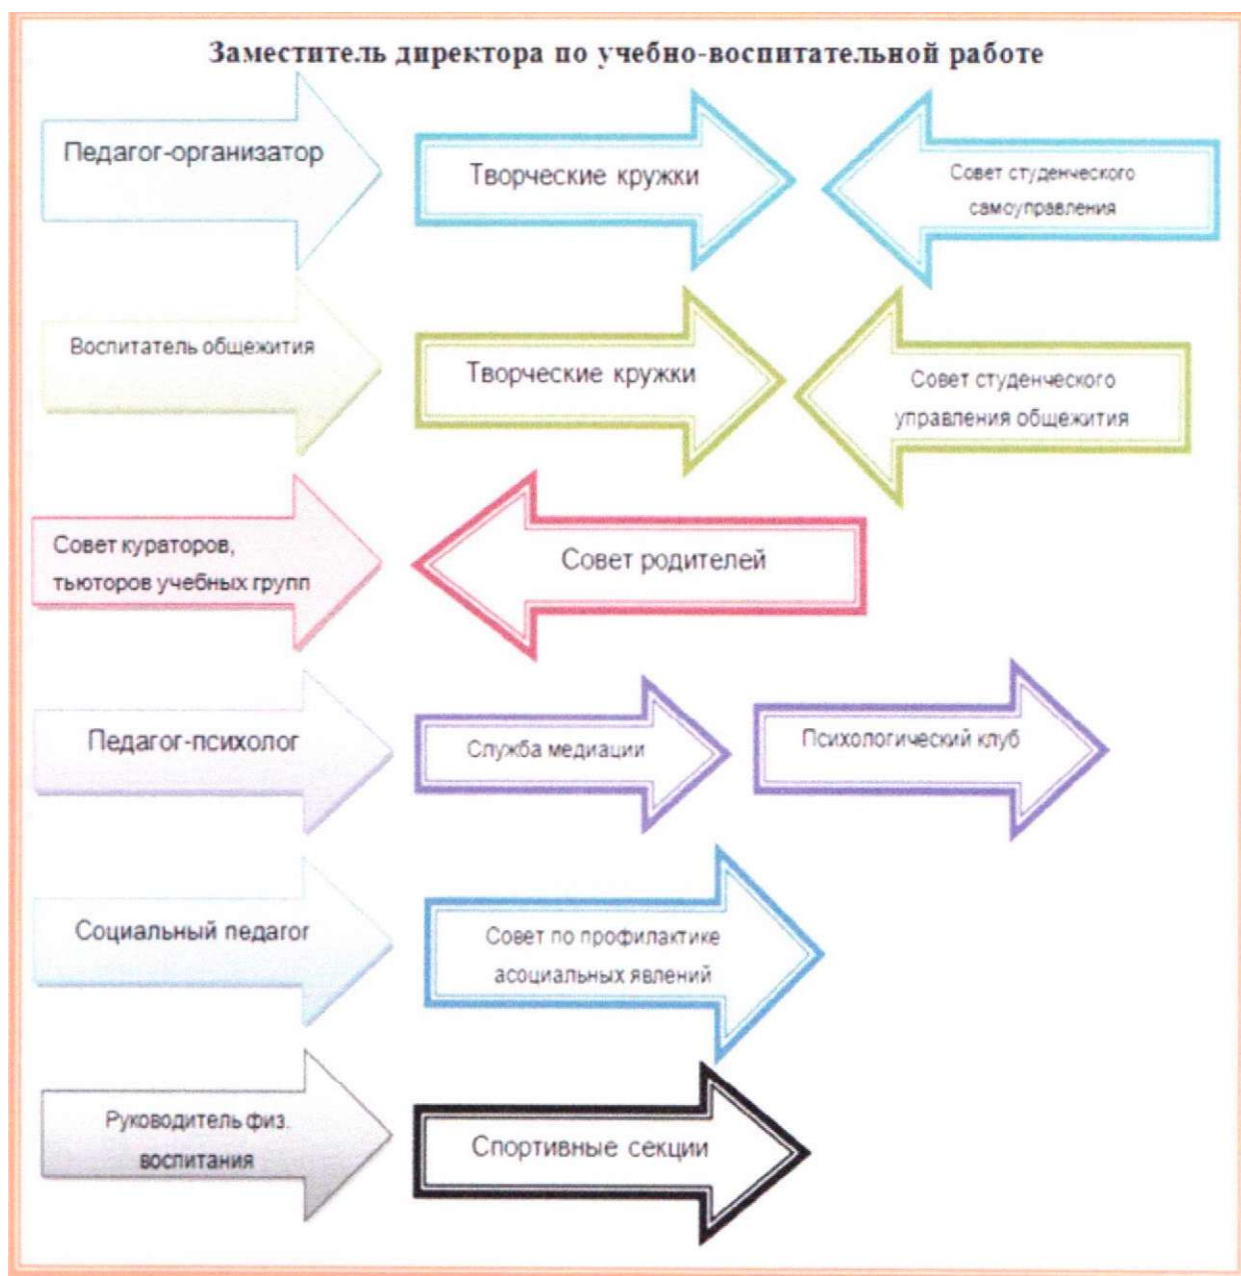 Заместитель директора по учебно-воспитательной работе
Педагог-организатор
Творческие кружки
Совет студенческого
самоуправления
Воспитатель общежития
Творческие кружки
Совет студенческого
управления общежития
Совет кураторов,
тьюторов учебных групп
Совет родителей
Педагог-психолог
Служба медиации
Психологический клуб
Социальный педагог
Совет по профилактике
асоциальных явлений
Руководитель физ.
воспитания
Спортивные секции